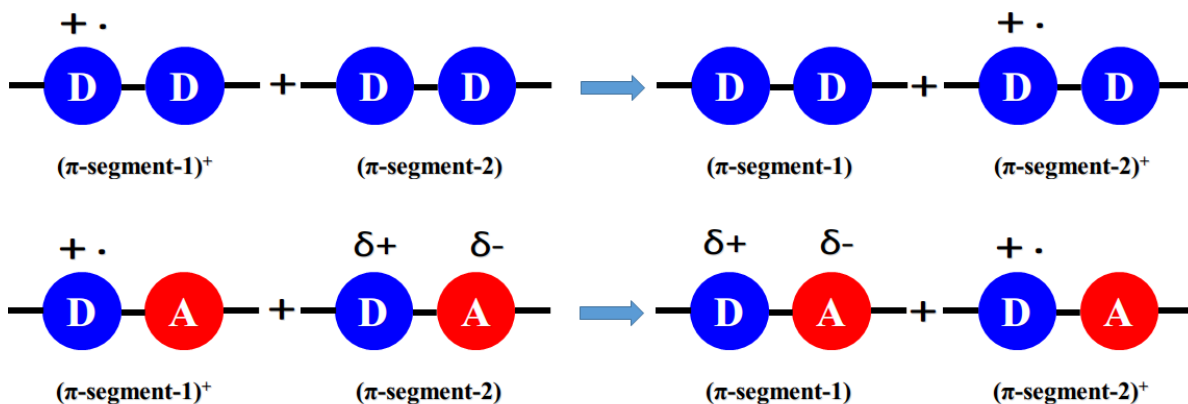 +· +·
D D + D D D D + D D
(π-segment-1)⁺ (π-segment-2) (π-segment-1) (π-segment-2)⁺
+· δ+ δ- δ+ δ- +·
D A + D A D A + D A
(π-segment-1)⁺ (π-segment-2) (π-segment-1) (π-segment-2)⁺